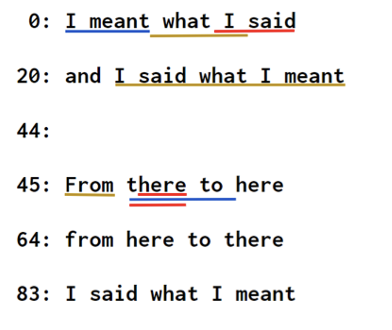 0: I meant what I said
20: and I said what I meant
44:
45: From there to here
64: from here to there
83: I said what I meant